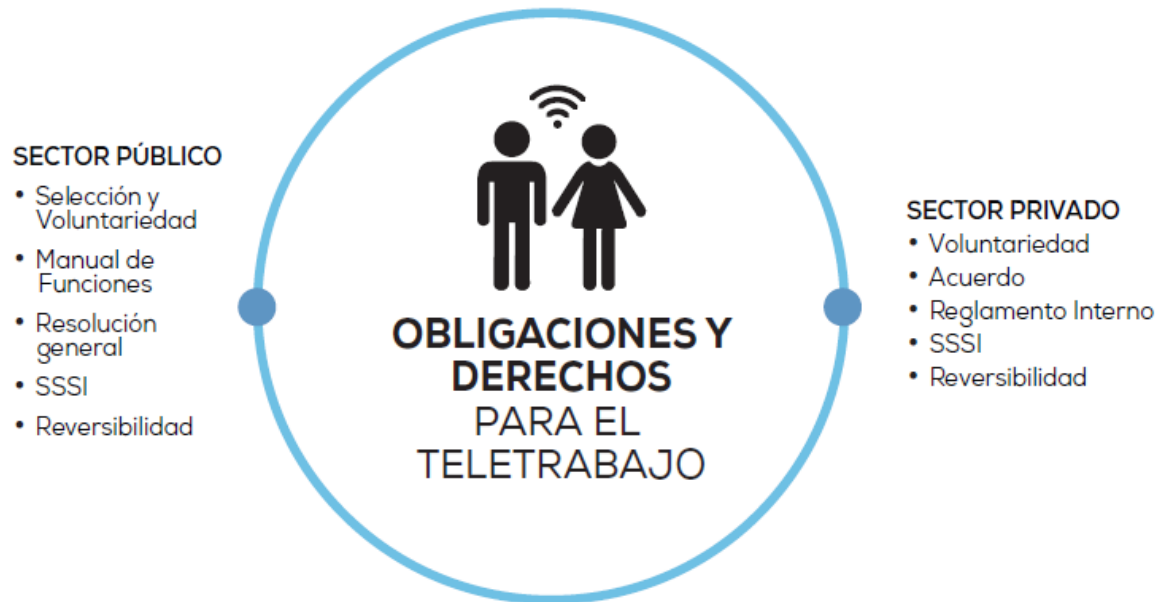 SECTOR PÚBLICO
• Selección y
Voluntariedad
• Manual de
Funciones
• Resolución
general
• SSSI
• Reversibilidad
OBLIGACIONES Y
DERECHOS
PARA EL
TELETRABAJO
SECTOR PRIVADO
• Voluntariedad
• Acuerdo
• Reglamento Interno
• SSSI
• Reversibilidad